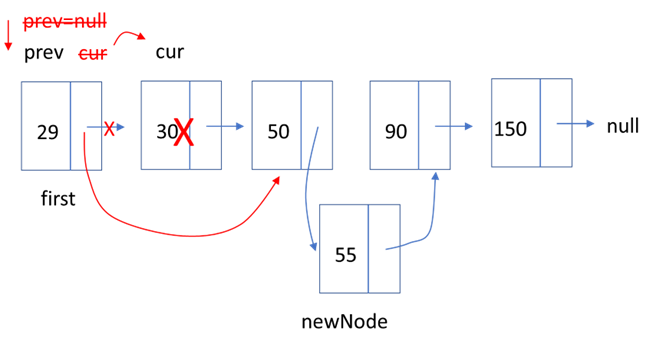 prev=null
prev cur cur
29 X 30 X 50 90 150 null
first
55
newNode